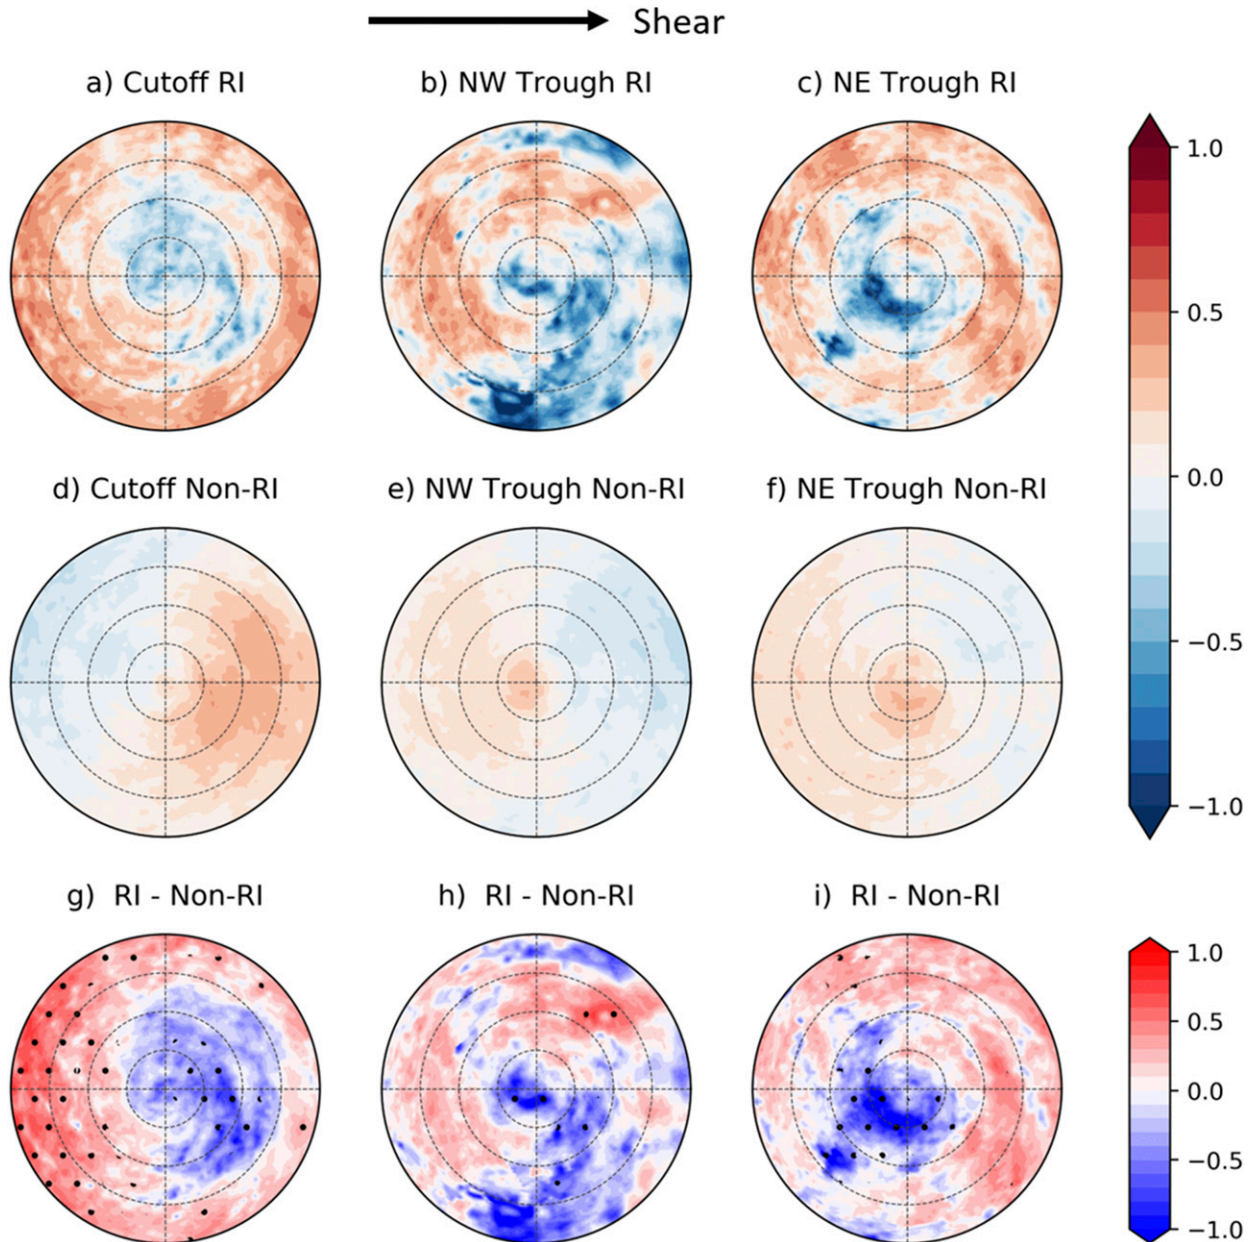 Shear
a) Cutoff RI
b) NW Trough RI
c) NE Trough RI
1.0
0.5
0.0
−0.5
−1.0
d) Cutoff Non-RI
e) NW Trough Non-RI
f) NE Trough Non-RI
g) RI - Non-RI
h) RI - Non-RI
i) RI - Non-RI
1.0
0.5
0.0
−0.5
−1.0